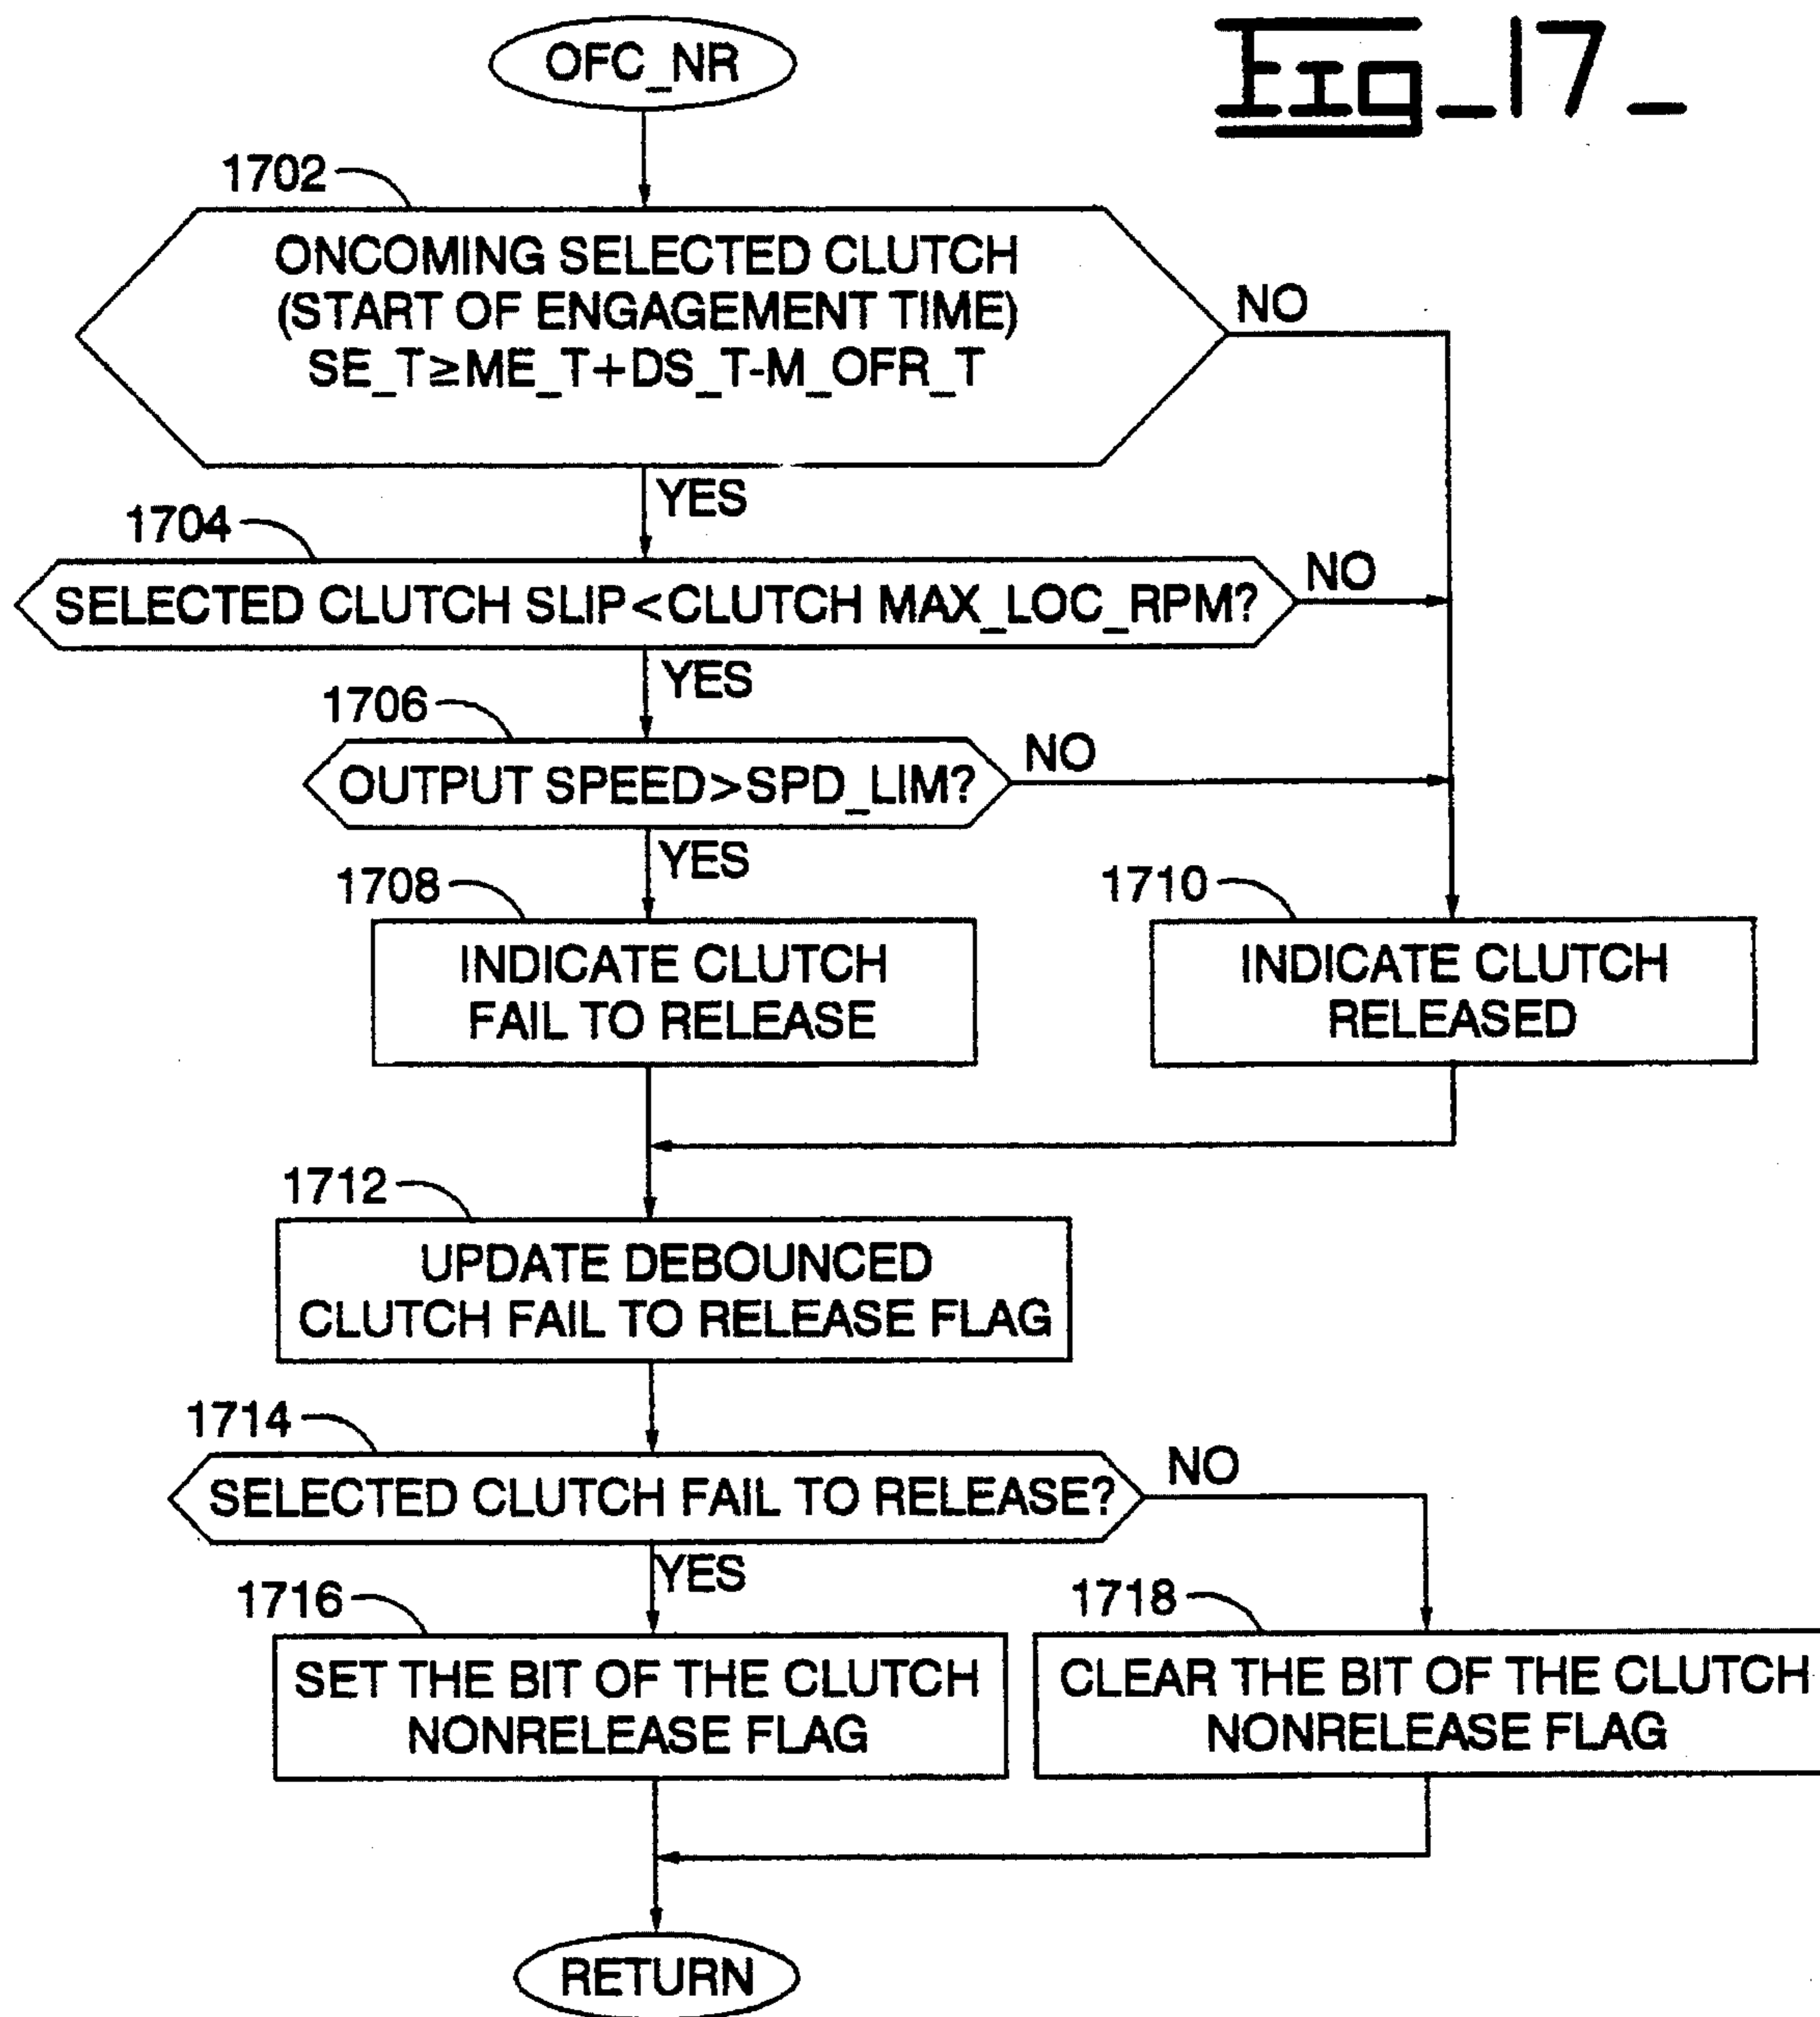 OFC_NR
Fig_17_
1702
ONCOMING SELECTED CLUTCH
(START OF ENGAGEMENT TIME)
SE_T≥ME_T+DS_T-M_OFR_T
NO
YES
1704
SELECTED CLUTCH SLIP<CLUTCH MAX_LOC_RPM?
NO
YES
1706
OUTPUT SPEED>SPD_LIM?
NO
YES
1708
INDICATE CLUTCH
FAIL TO RELEASE
1710
INDICATE CLUTCH
RELEASED
1712
UPDATE DEBOUNCED
CLUTCH FAIL TO RELEASE FLAG
1714
SELECTED CLUTCH FAIL TO RELEASE?
NO
YES
1716
SET THE BIT OF THE CLUTCH
NONRELEASE FLAG
1718
CLEAR THE BIT OF THE CLUTCH
NONRELEASE FLAG
RETURN